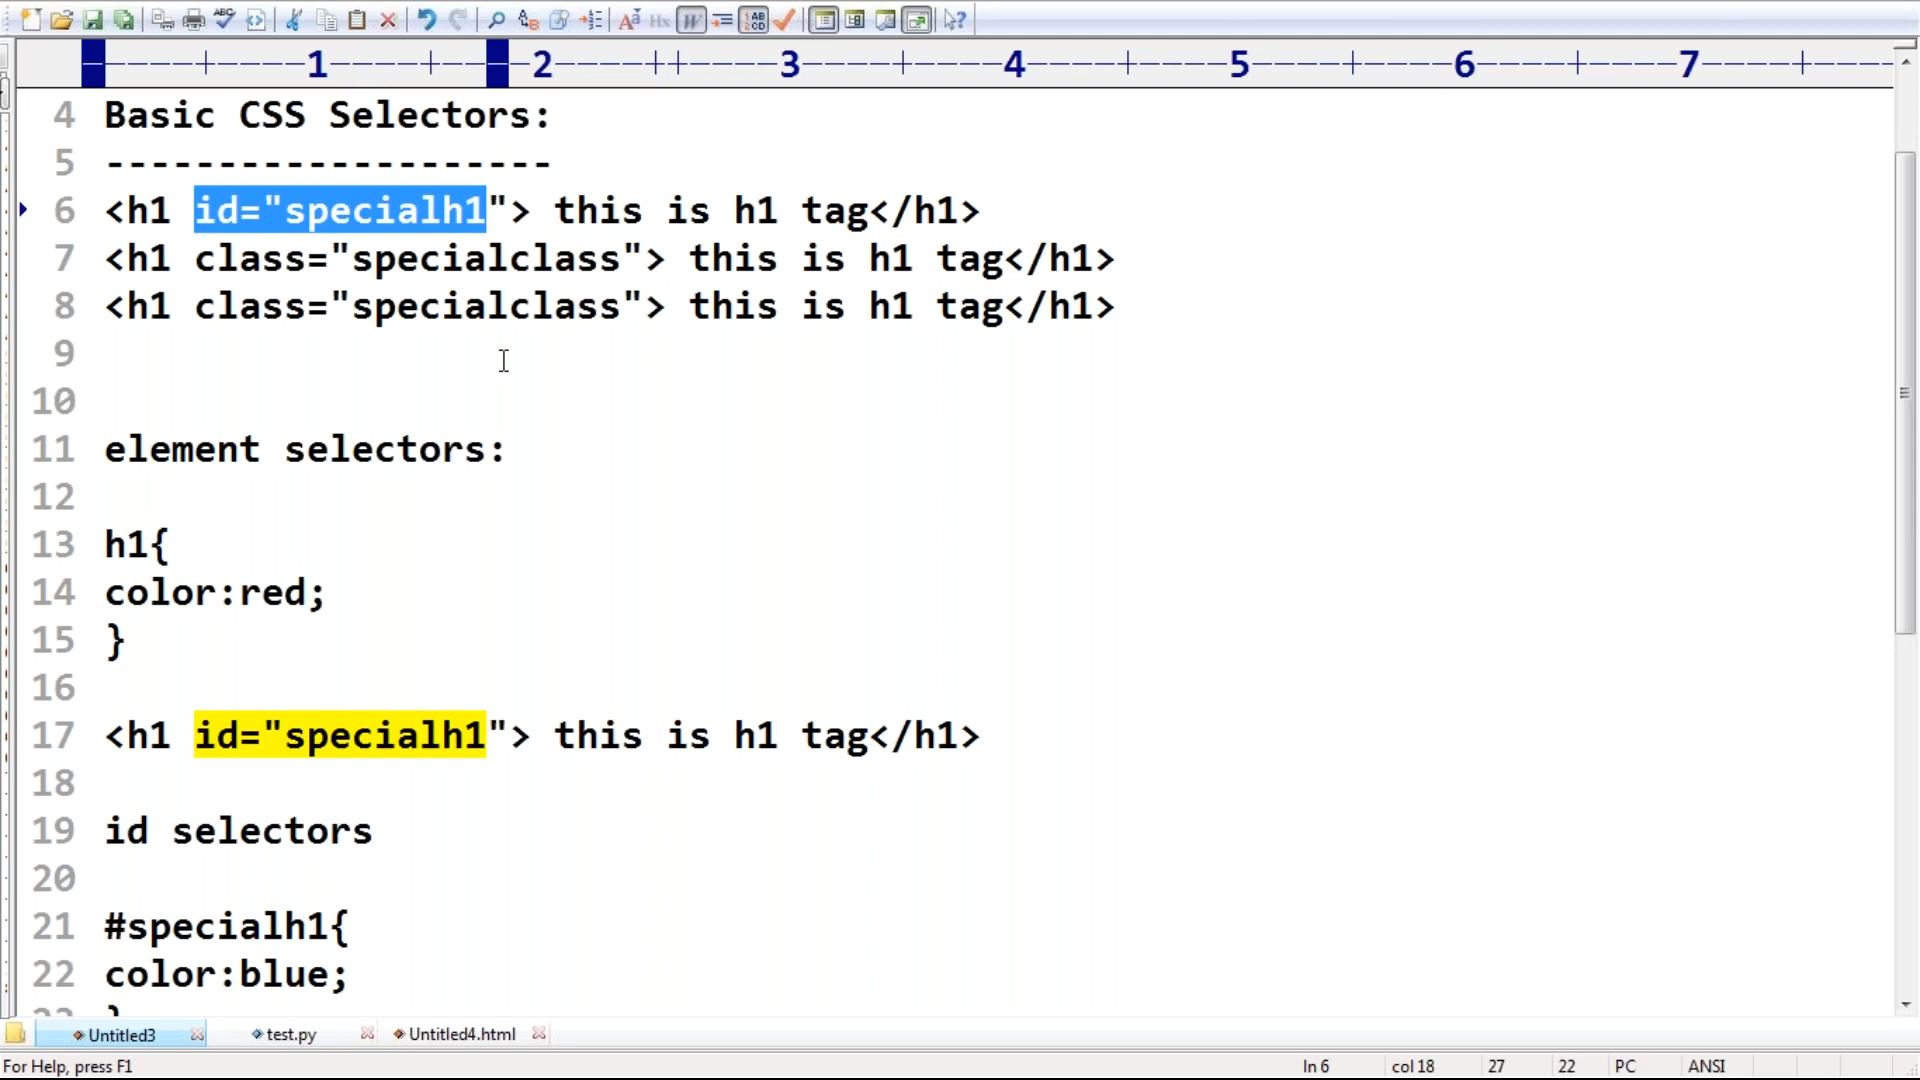 1 2 3 4 5 6 7
4 Basic CSS Selectors:
5 --------------------
6 <h1 id="specialh1"> this is h1 tag</h1>
7 <h1 class="specialclass"> this is h1 tag</h1>
8 <h1 class="specialclass"> this is h1 tag</h1>
9
10
11 element selectors:
12
13 h1{
14 color:red;
15 }
16
17 <h1 id="specialh1"> this is h1 tag</h1>
18
19 id selectors
20
21 #specialh1{
22 color:blue;
Untitled3 test.py Untitled4.html
For Help, press F1 ln 6 col 18 27 22 PC ANSI